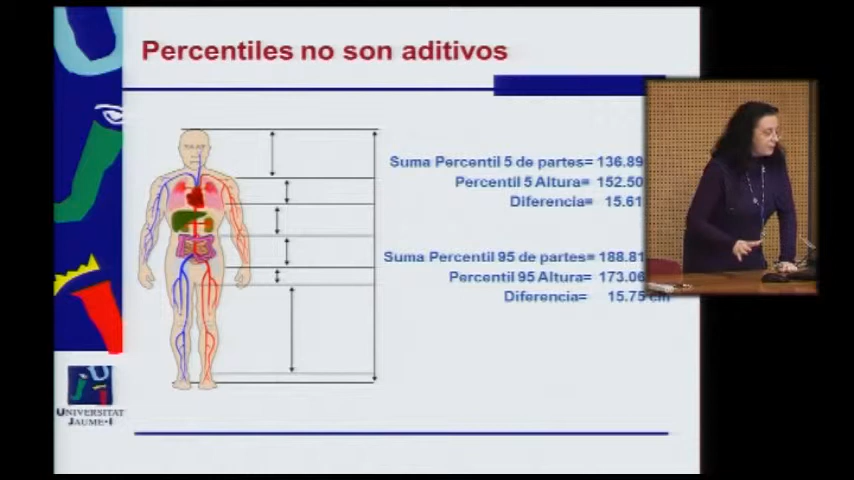 Percentiles no son aditivos
Suma Percentil 5 de partes= 136.89
Percentil 5 Altura= 152.50
Diferencia= 15.61
Suma Percentil 95 de partes= 188.81
Percentil 95 Altura= 173.06
Diferencia= 15.75 cm
UNIVERSITAT
JAUME·I